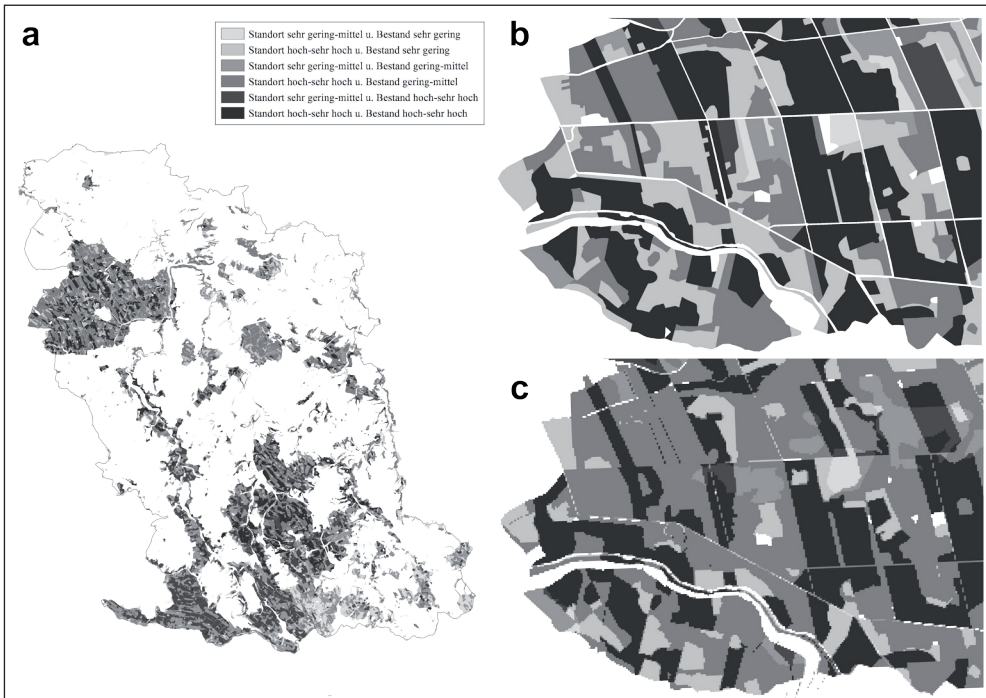 a
Standort sehr gering-mittel u. Bestand sehr gering
Standort hoch-sehr hoch u. Bestand sehr gering
Standort sehr gering-mittel u. Bestand gering-mittel
Standort hoch-sehr hoch u. Bestand gering-mittel
Standort sehr gering-mittel u. Bestand hoch-sehr hoch
Standort hoch-sehr hoch u. Bestand hoch-sehr hoch
b
c